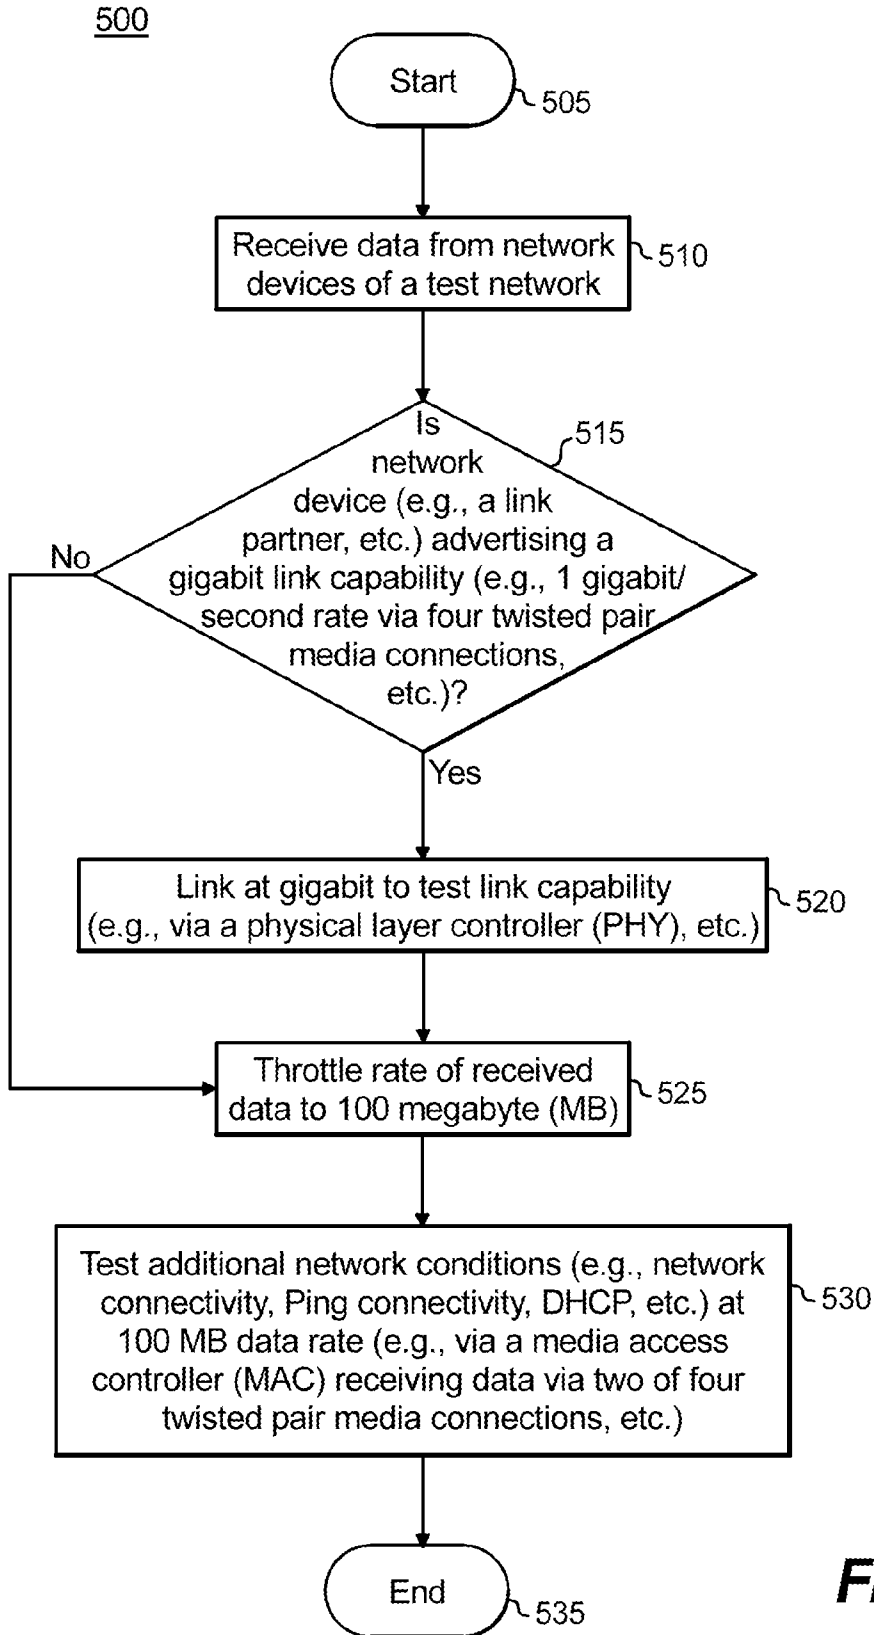 500
Start
505
Receive data from network
devices of a test network
510
Is
network
device (e.g., a link
partner, etc.) advertising a
gigabit link capability (e.g., 1 gigabit/
second rate via four twisted pair
media connections,
etc.)?
515
No
Yes
Link at gigabit to test link capability
(e.g., via a physical layer controller (PHY), etc.)
520
Throttle rate of received
data to 100 megabyte (MB)
525
Test additional network conditions (e.g., network
connectivity, Ping connectivity, DHCP, etc.) at
100 MB data rate (e.g., via a media access
controller (MAC) receiving data via two of four
twisted pair media connections, etc.)
530
End
535